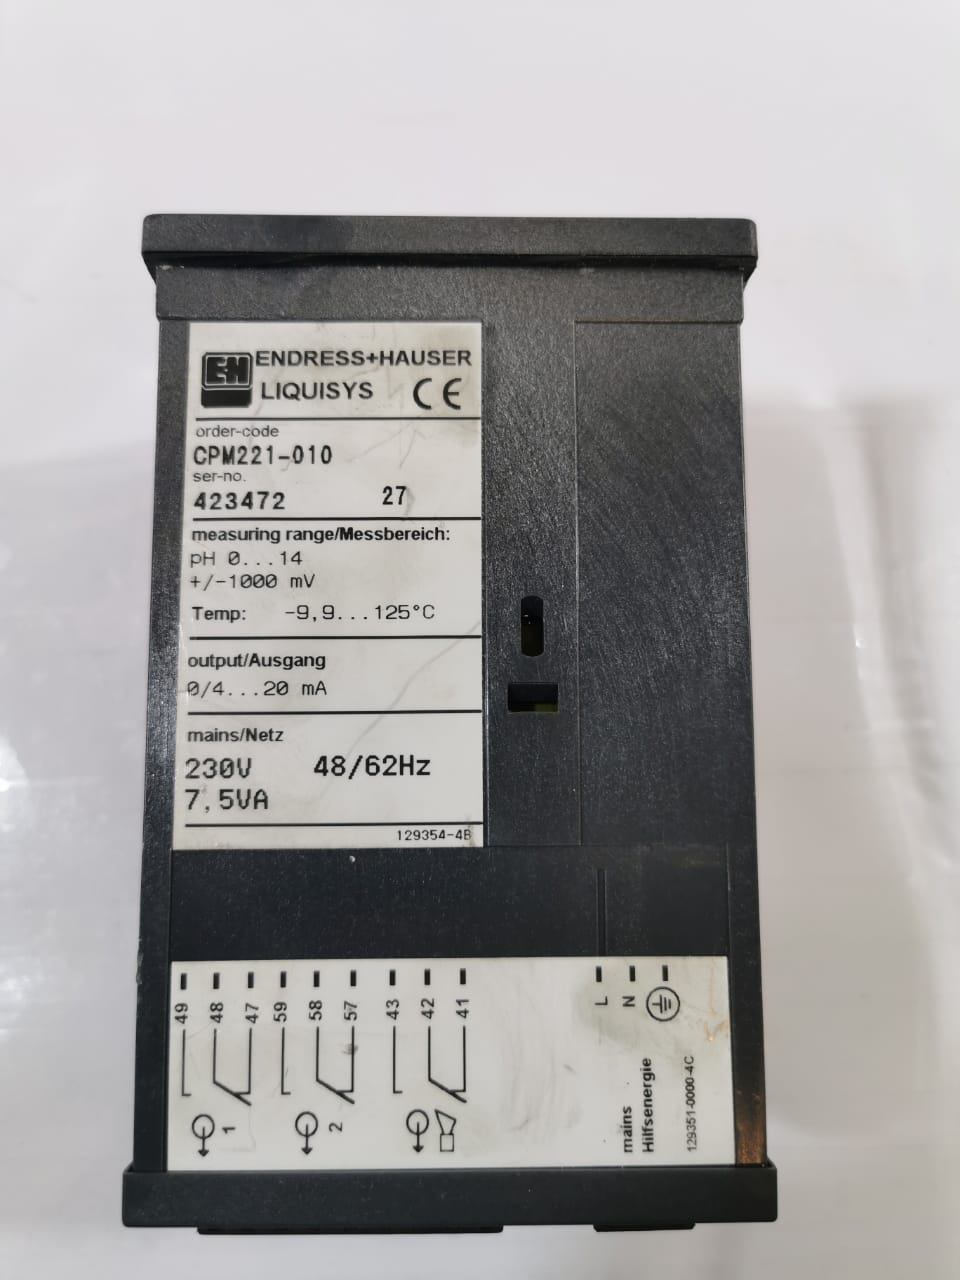 E+H ENDRESS+HAUSER
LIQUISYS CE
order-code
CPM221-010
ser-no.
423472 27
measuring range/Messbereich:
pH 0...14
+/-1000 mV
Temp: -9,9...125°C
output/Ausgang
0/4...20 mA
mains/Netz
230V 48/62Hz
7,5VA
129354-4B
49 48 47 59 58 57 43 42 41 L N
1 2
mains
Hilfsenergie
129351-0000-4C